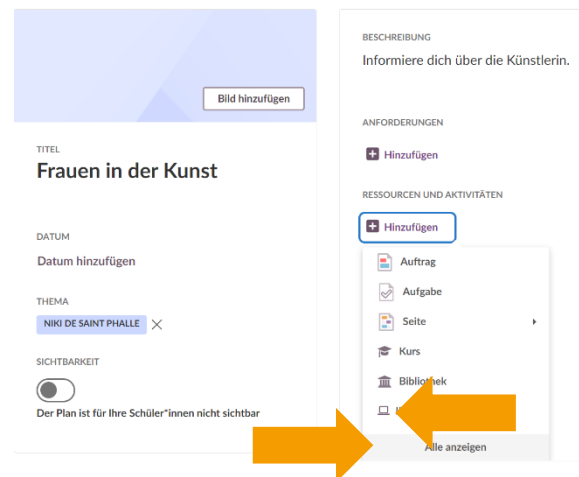 Bild hinzufügen
TITEL
Frauen in der Kunst
DATUM
Datum hinzufügen
THEMA
NIKI DE SAINT PHALLE
SICHTBARKEIT
Der Plan ist für Ihre Schüler*innen nicht sichtbar
BESCHREIBUNG
Informiere dich über die Künstlerin.
ANFORDERUNGEN
Hinzufügen
RESSOURCEN UND AKTIVITÄTEN
Hinzufügen
Auftrag
Aufgabe
Seite
Kurs
Bibliothek
Alle anzeigen